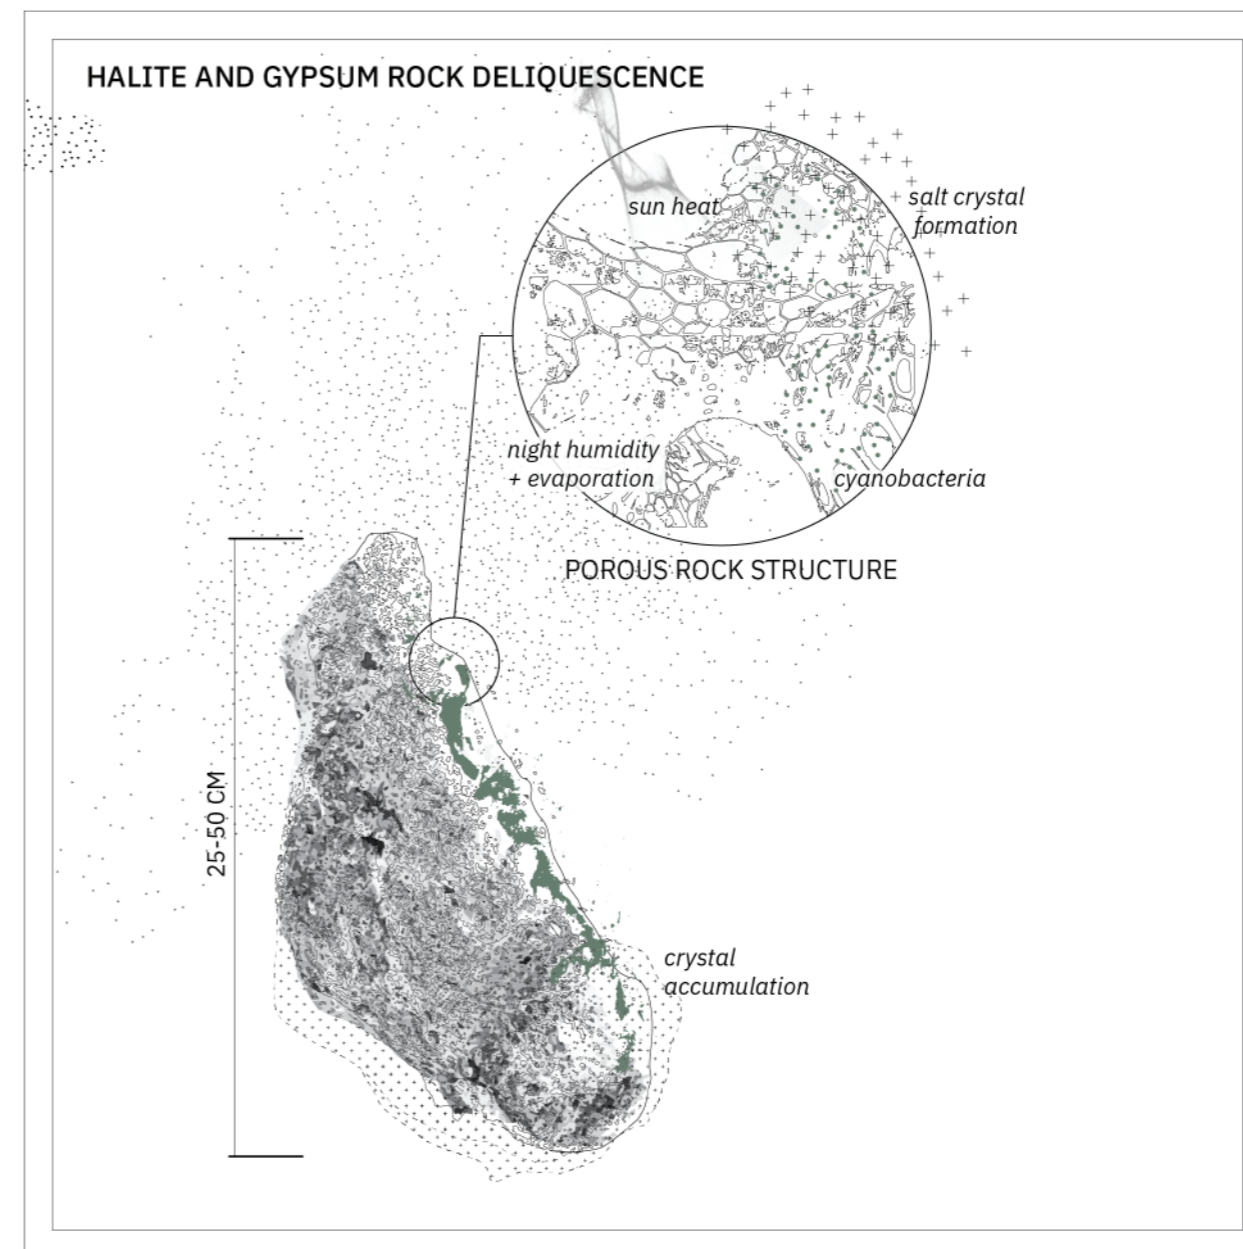 HALITE AND GYPSUM ROCK DELIQUESCENCE
sun heat
salt crystal
formation
night humidity
+ evaporation
cyanobacteria
POROUS ROCK STRUCTURE
25-50 CM
crystal
accumulation